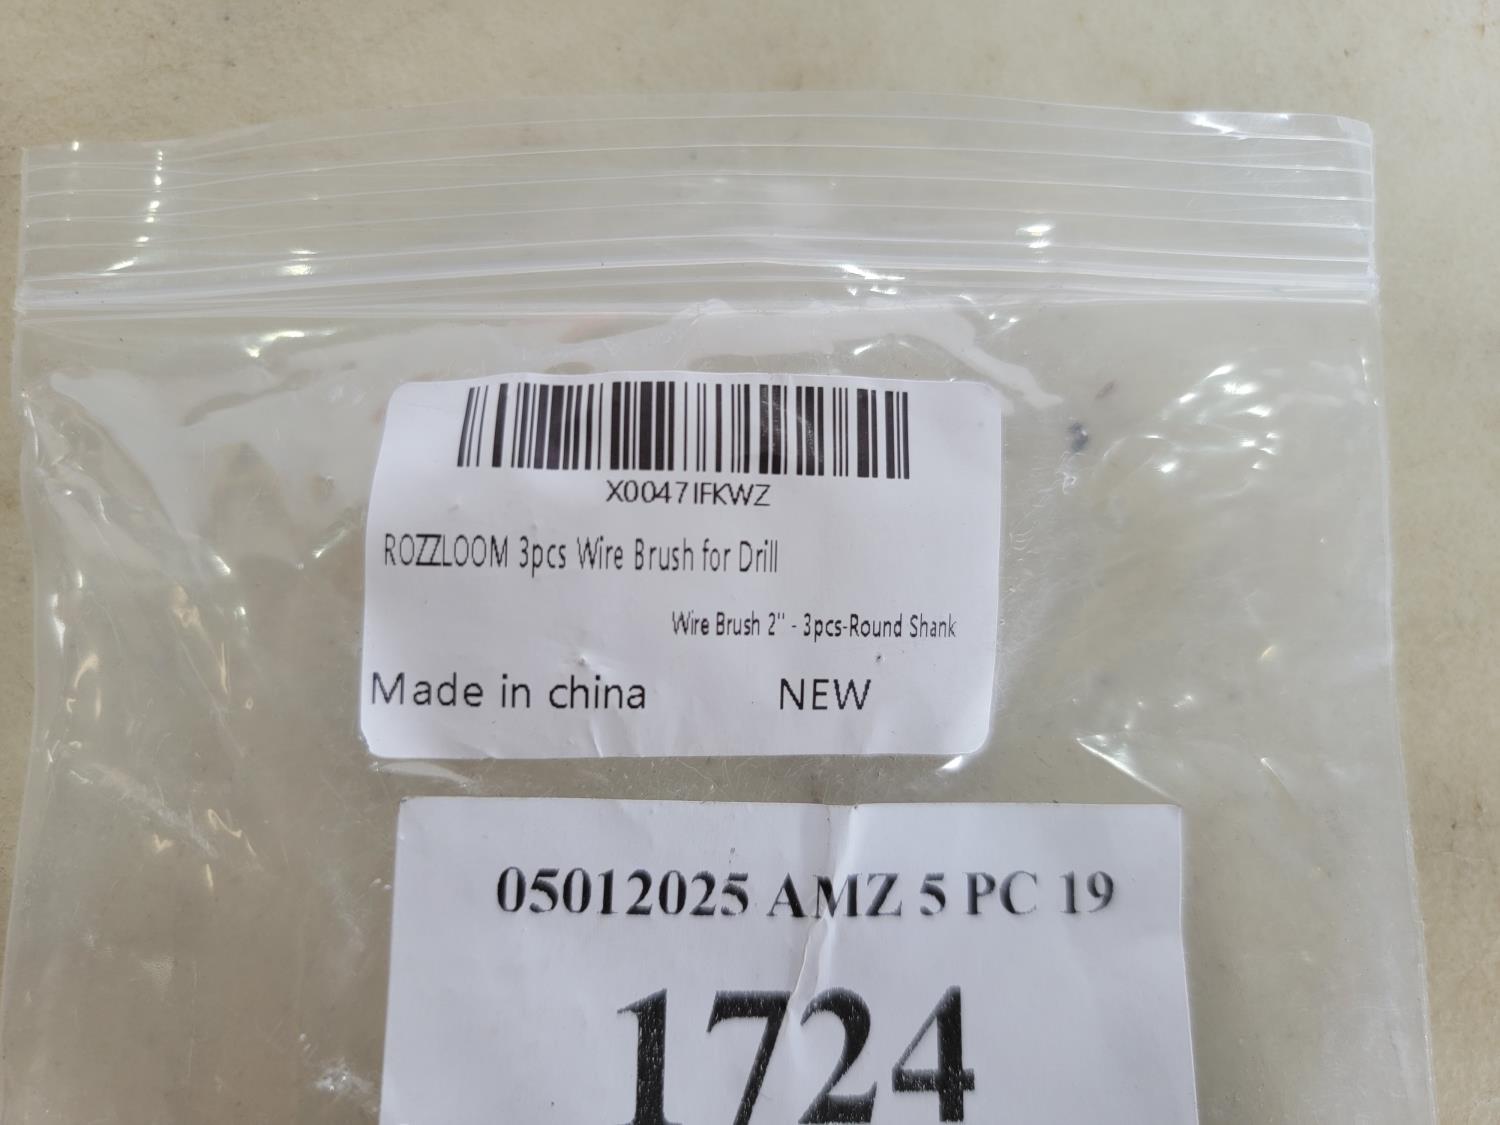 X0047IFKWZ
ROZZLOOM 3pcs Wire Brush for Drill
Wire Brush 2'' - 3pcs-Round Shank
Made in china NEW
05012025 AMZ 5 PC 19
1724